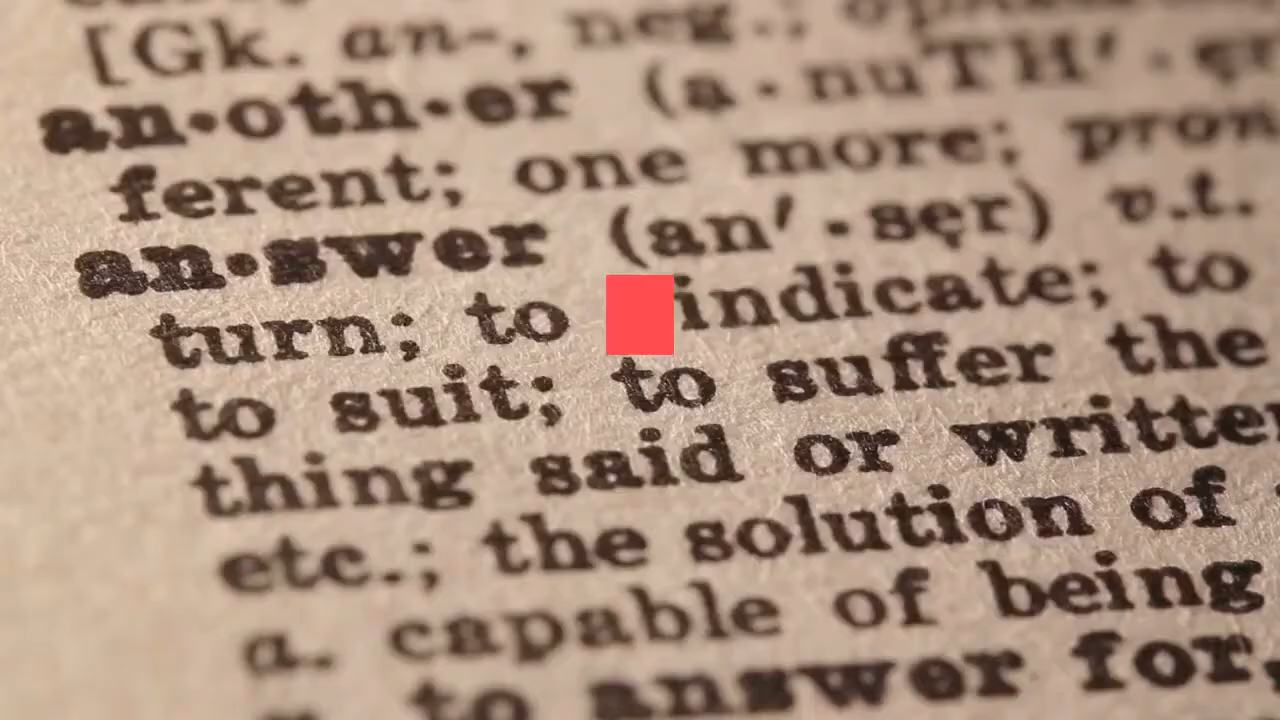 [Gk. an-, neg.;
an·oth·er (a·nuTH′·
ferent; one more; pron
an·swer (an′·sẹr) v.t.
turn; to indicate; to
to suit; to suffer the
thing said or written
etc.; the solution of
a. capable of being
to answer for,